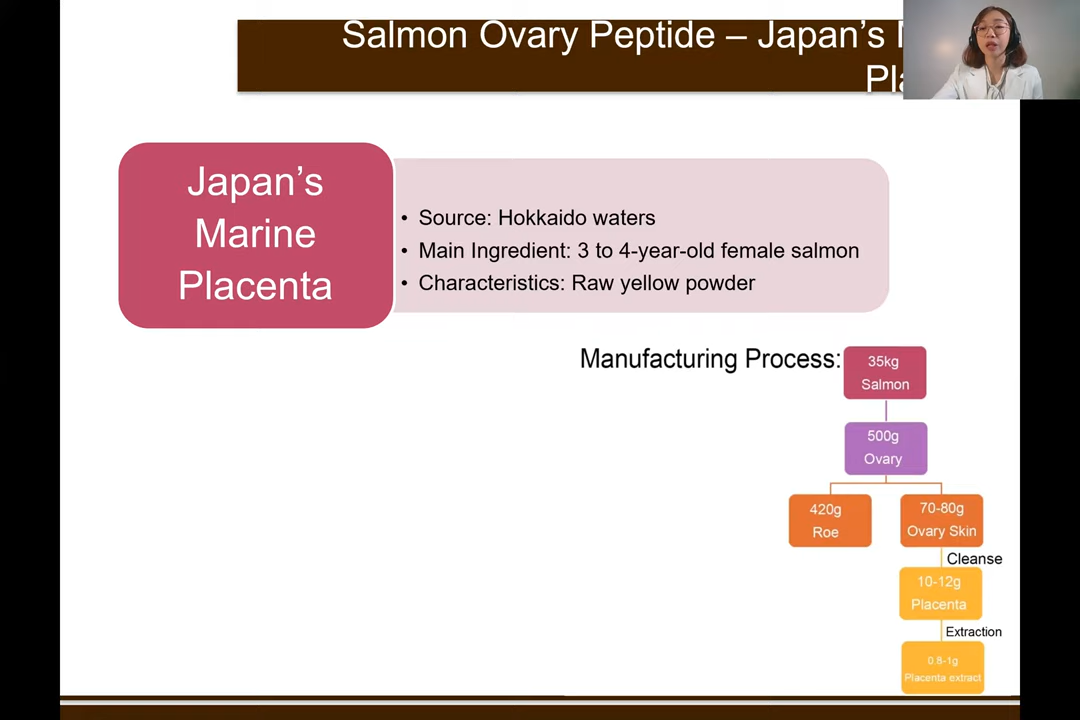 Salmon Ovary Peptide – Japan’s
Japan’s
Marine
Placenta
• Source: Hokkaido waters
• Main Ingredient: 3 to 4-year-old female salmon
• Characteristics: Raw yellow powder
Manufacturing Process:
35kg
Salmon
500g
Ovary
420g
Roe
70-80g
Ovary Skin
Cleanse
10-12g
Placenta
Extraction
0.8-1g
Placenta extract